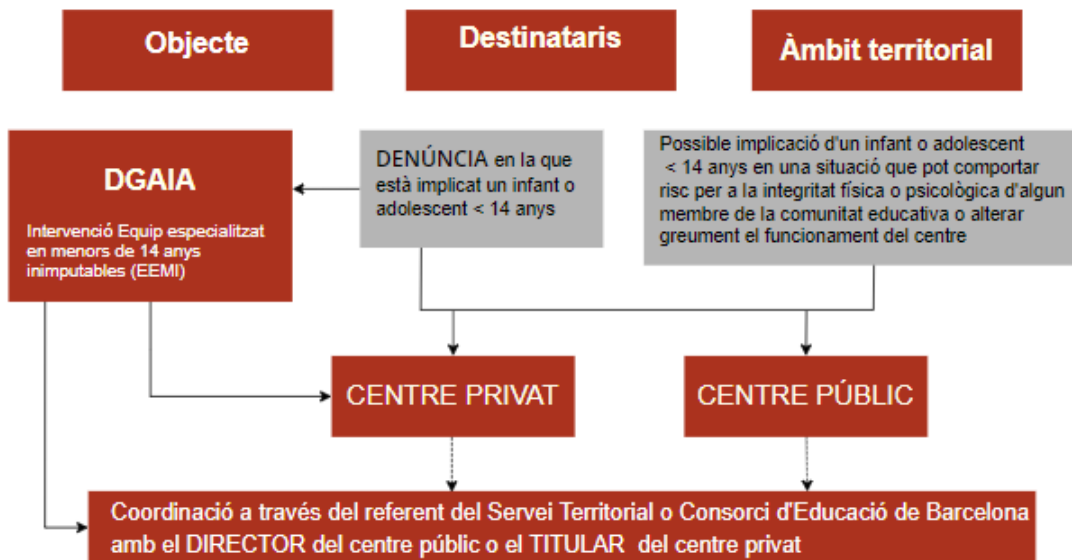 Objecte
Destinataris
Àmbit territorial
DGAIA
Intervenció Equip especialitzat
en menors de 14 anys
inimputables (EEMI)
DENÚNCIA en la que
està implicat un infant o
adolescent < 14 anys
Possible implicació d'un infant o adolescent
< 14 anys en una situació que pot comportar
risc per a la integritat física o psicològica d'algun
membre de la comunitat educativa o alterar
greument el funcionament del centre
CENTRE PRIVAT
CENTRE PÚBLIC
Coordinació a través del referent del Servei Territorial o Consorci d'Educació de Barcelona
amb el DIRECTOR del centre públic o el TITULAR del centre privat